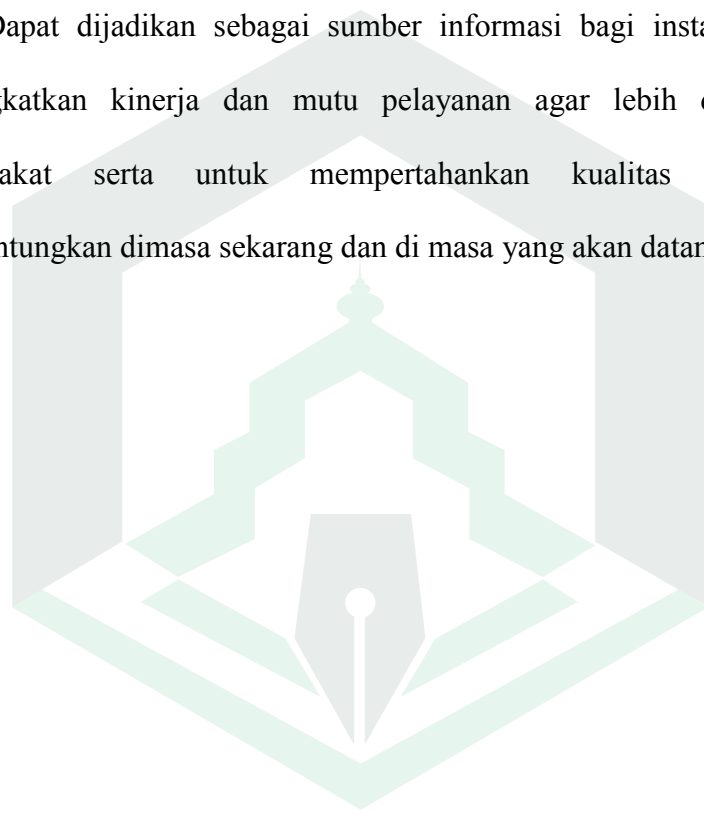 Dapat dijadikan sebagai sumber informasi bagi insta
gkatkan kinerja dan mutu pelayanan agar lebih
akat serta untuk mempertahankan kualitas
ntungkan dimasa sekarang dan di masa yang akan datan